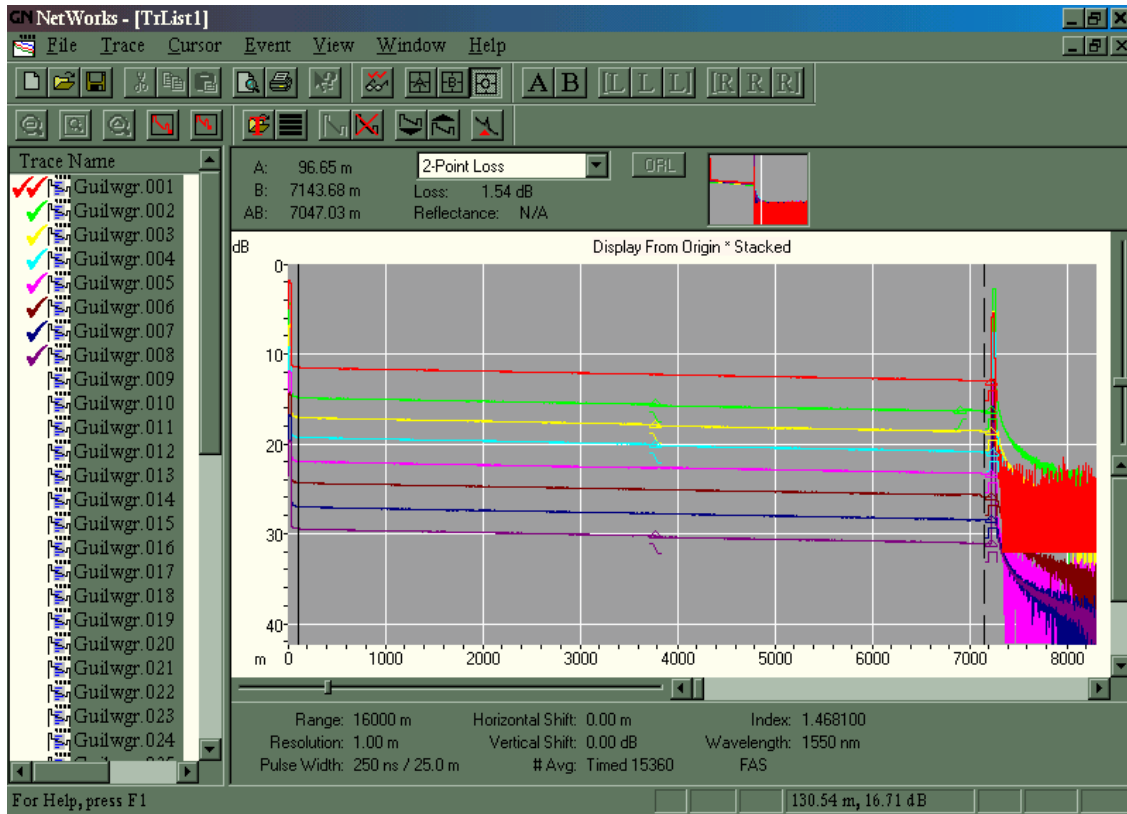 GN NetWorks - [TrList1]
File Trace Cursor Event View Window Help
A B [L L L] [R R R]
Trace Name
Guilwgr.001
Guilwgr.002
Guilwgr.003
Guilwgr.004
Guilwgr.005
Guilwgr.006
Guilwgr.007
Guilwgr.008
Guilwgr.009
Guilwgr.010
Guilwgr.011
Guilwgr.012
Guilwgr.013
Guilwgr.014
Guilwgr.015
Guilwgr.016
Guilwgr.017
Guilwgr.018
Guilwgr.019
Guilwgr.020
Guilwgr.021
Guilwgr.022
Guilwgr.023
Guilwgr.024
A: 96.65 m
B: 7143.68 m
AB: 7047.03 m
2-Point Loss
ORL
Loss: 1.54 dB
Reflectance: N/A
dB
Display From Origin * Stacked
0
10
20
30
40
m 0 1000 2000 3000 4000 5000 6000 7000 8000
Range: 16000 m Horizontal Shift: 0.00 m Index: 1.468100
Resolution: 1.00 m Vertical Shift: 0.00 dB Wavelength: 1550 nm
Pulse Width: 250 ns / 25.0 m # Avg: Timed 15360 FAS
For Help, press F1
130.54 m, 16.71 dB